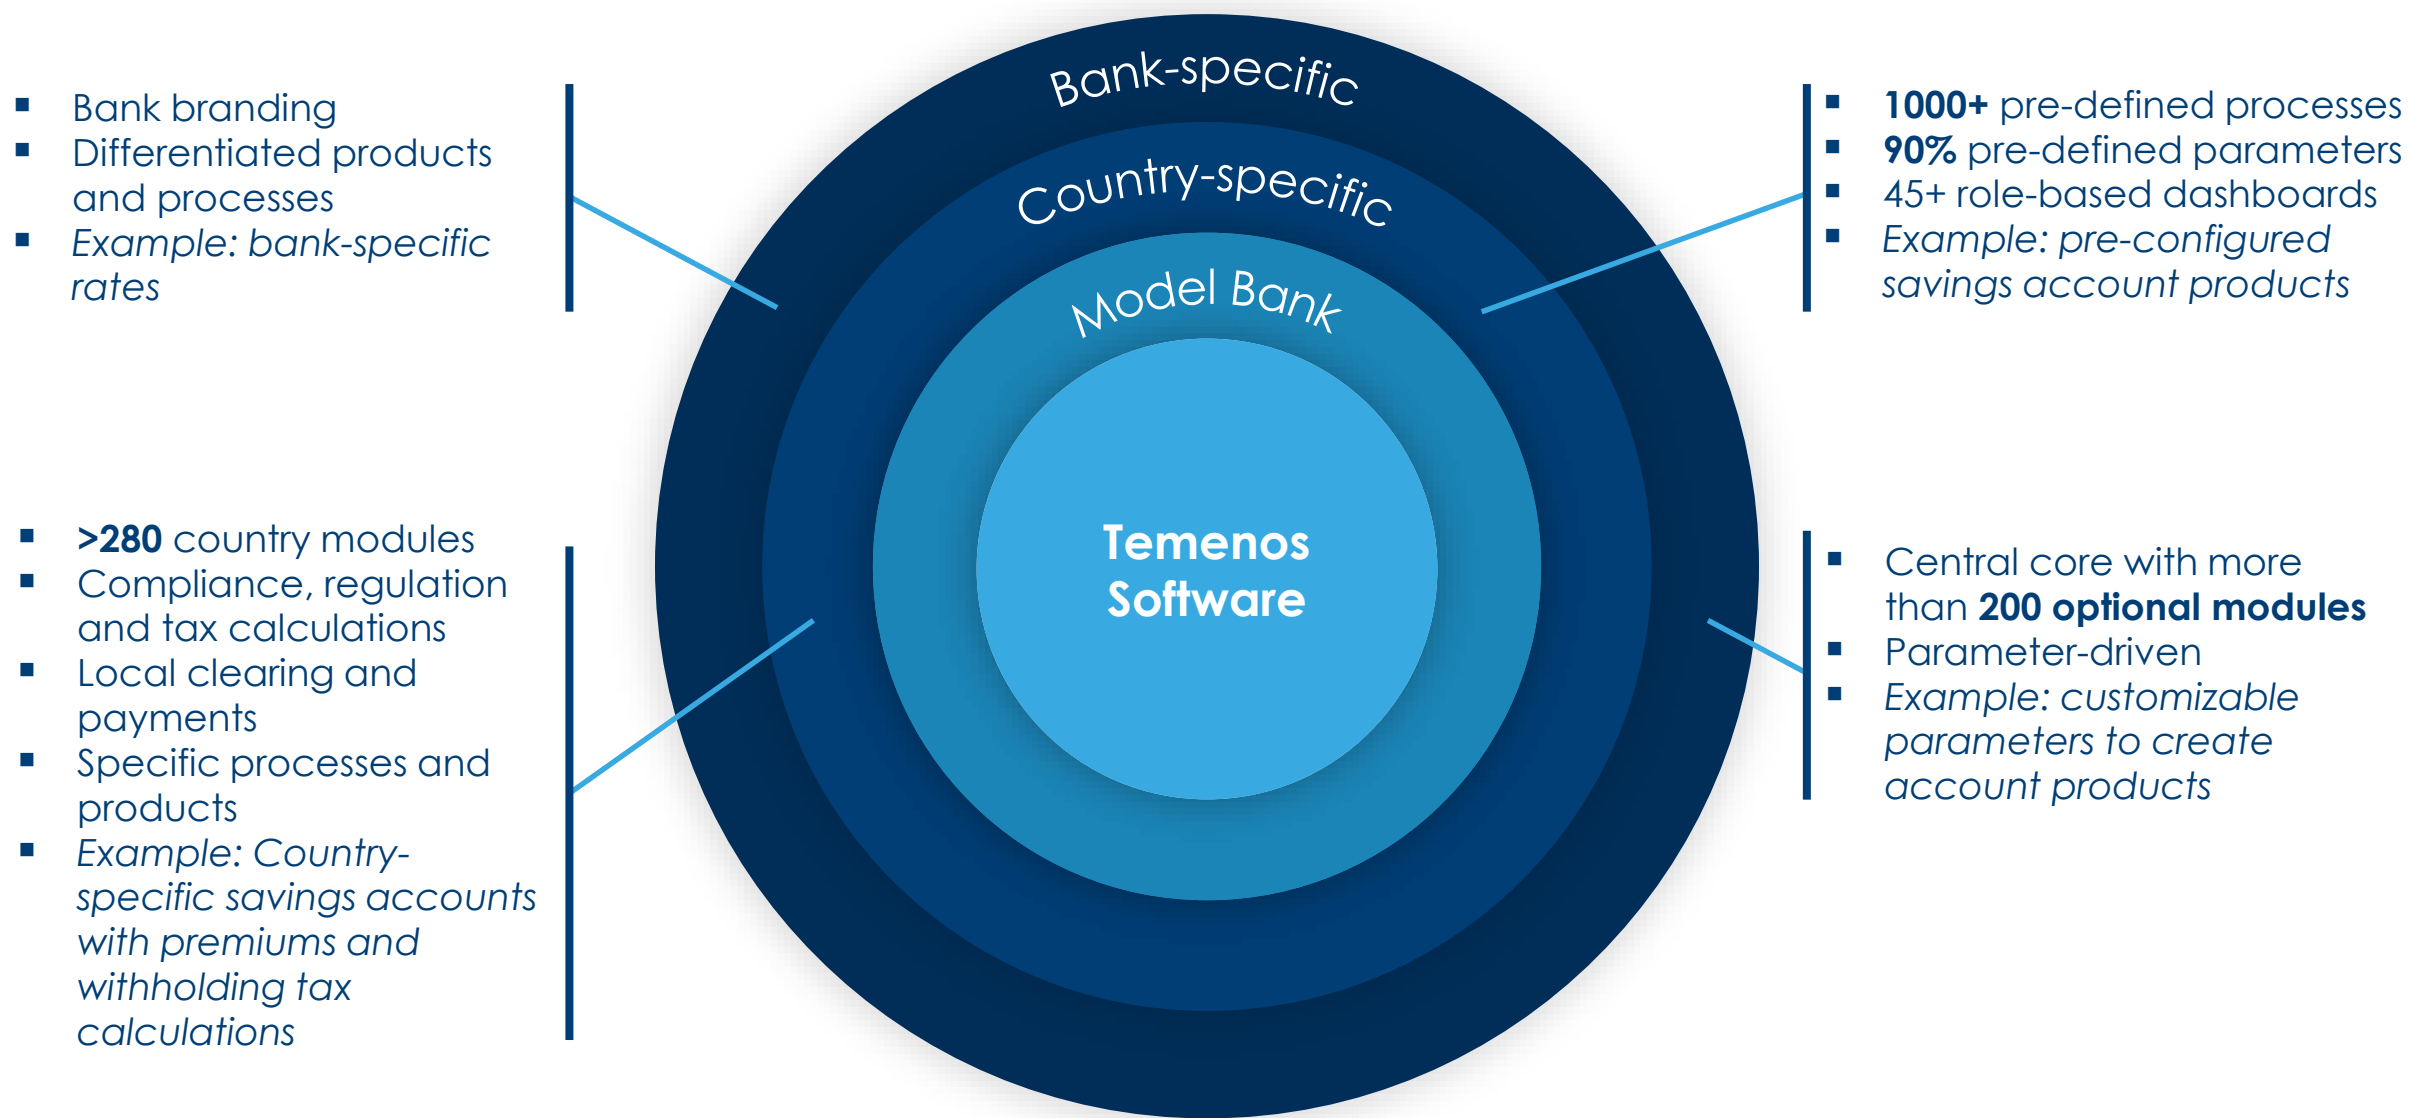 Bank-specific
Country-specific
Model Bank
Temenos
Software
▪ Bank branding
▪ Differentiated products
and processes
▪ Example: bank-specific
rates
▪ >280 country modules
▪ Compliance, regulation
and tax calculations
▪ Local clearing and
payments
▪ Specific processes and
products
▪ Example: Country-
specific savings accounts
with premiums and
withholding tax
calculations
▪ 1000+ pre-defined processes
▪ 90% pre-defined parameters
▪ 45+ role-based dashboards
▪ Example: pre-configured
savings account products
▪ Central core with more
than 200 optional modules
▪ Parameter-driven
▪ Example: customizable
parameters to create
account products